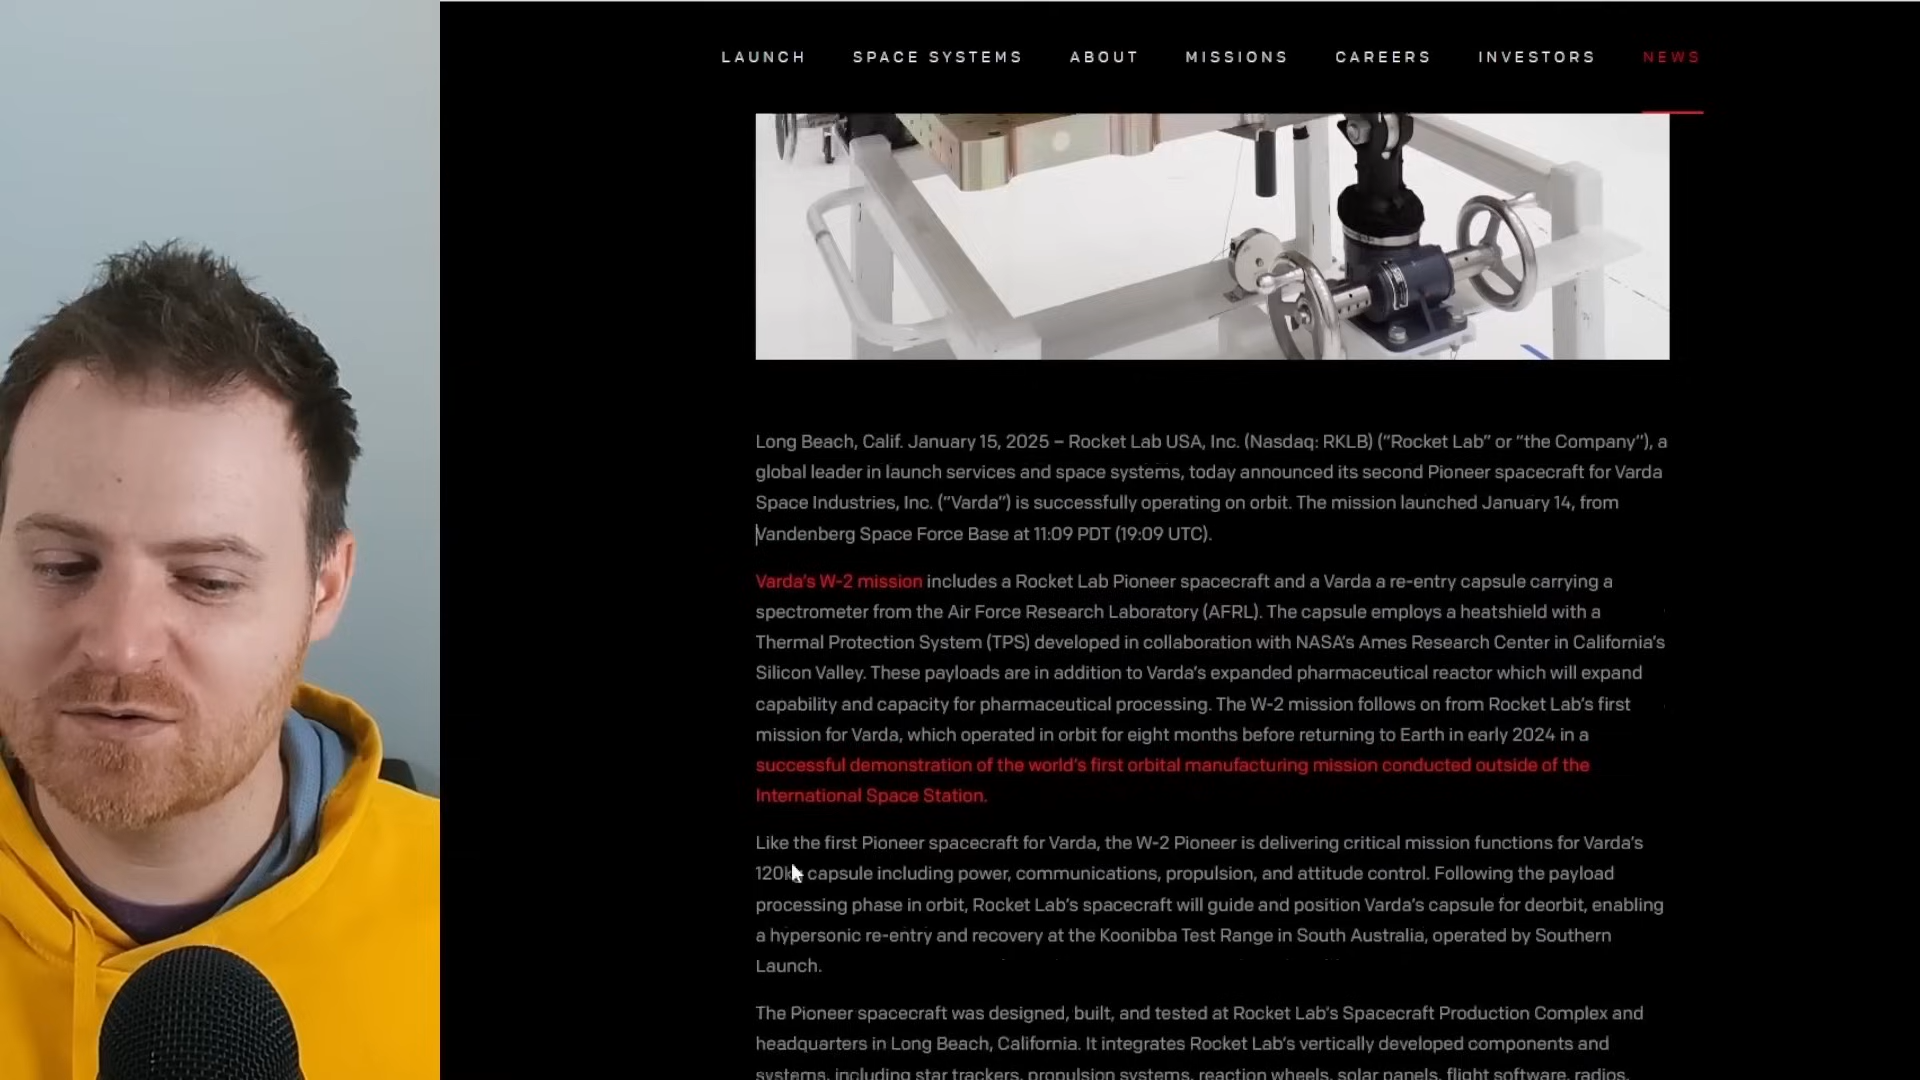 LAUNCH SPACE SYSTEMS ABOUT MISSIONS CAREERS INVESTORS NEWS
Long Beach, Calif. January 15, 2025 – Rocket Lab USA, Inc. (Nasdaq: RKLB) (“Rocket Lab” or “the Company”), a
global leader in launch services and space systems, today announced its second Pioneer spacecraft for Varda
Space Industries, Inc. (“Varda”) is successfully operating on orbit. The mission launched January 14, from
Vandenberg Space Force Base at 11:09 PDT (19:09 UTC).
Varda’s W-2 mission includes a Rocket Lab Pioneer spacecraft and a Varda a re-entry capsule carrying a
spectrometer from the Air Force Research Laboratory (AFRL). The capsule employs a heatshield with a
Thermal Protection System (TPS) developed in collaboration with NASA’s Ames Research Center in California’s
Silicon Valley. These payloads are in addition to Varda’s expanded pharmaceutical reactor which will expand
capability and capacity for pharmaceutical processing. The W-2 mission follows on from Rocket Lab’s first
mission for Varda, which operated in orbit for eight months before returning to Earth in early 2024 in a
successful demonstration of the world’s first orbital manufacturing mission conducted outside of the
International Space Station.
Like the first Pioneer spacecraft for Varda, the W-2 Pioneer is delivering critical mission functions for Varda’s
capsule including power, communications, propulsion, and attitude control. Following the payload
processing phase in orbit, Rocket Lab’s spacecraft will guide and position Varda’s capsule for deorbit, enabling
a hypersonic re-entry and recovery at the Koonibba Test Range in South Australia, operated by Southern
Launch.
The Pioneer spacecraft was designed, built, and tested at Rocket Lab’s Spacecraft Production Complex and
headquarters in Long Beach, California. It integrates Rocket Lab’s vertically developed components and
systems, including star trackers, propulsion systems, reaction wheels, solar panels, flight software, radios,